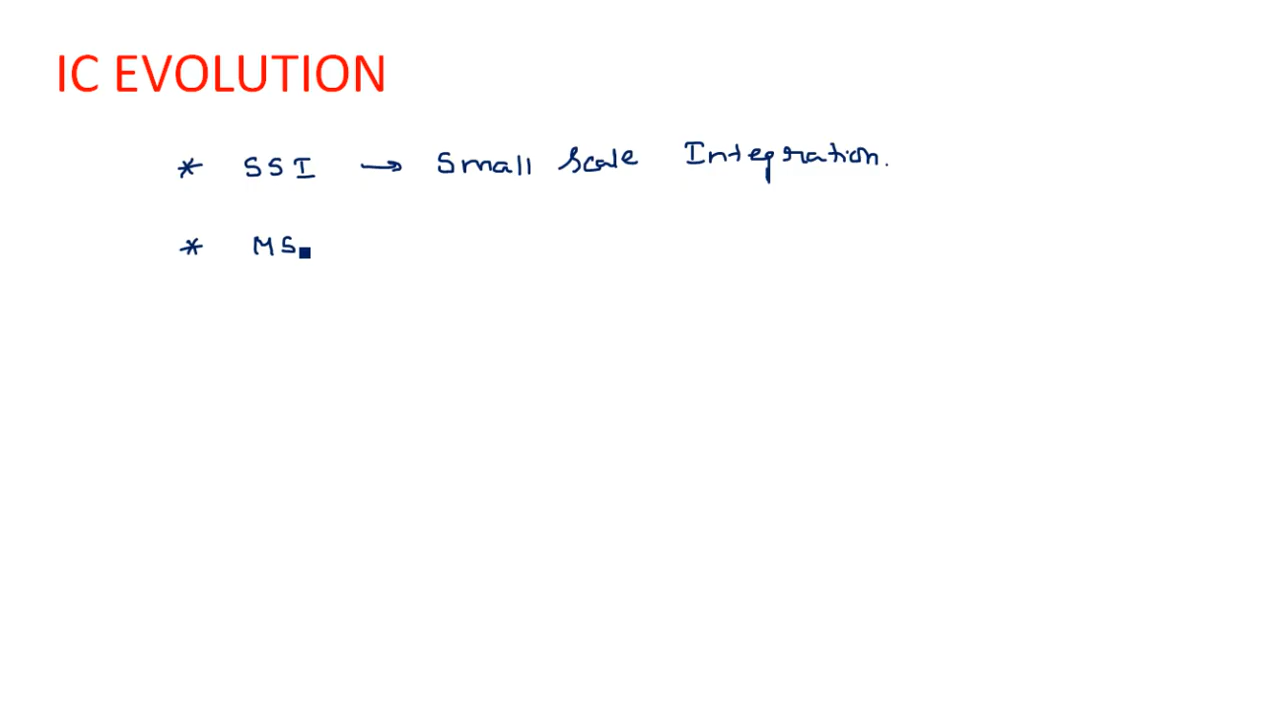 IC EVOLUTION
* SSI → Small Scale Integration.
* MS